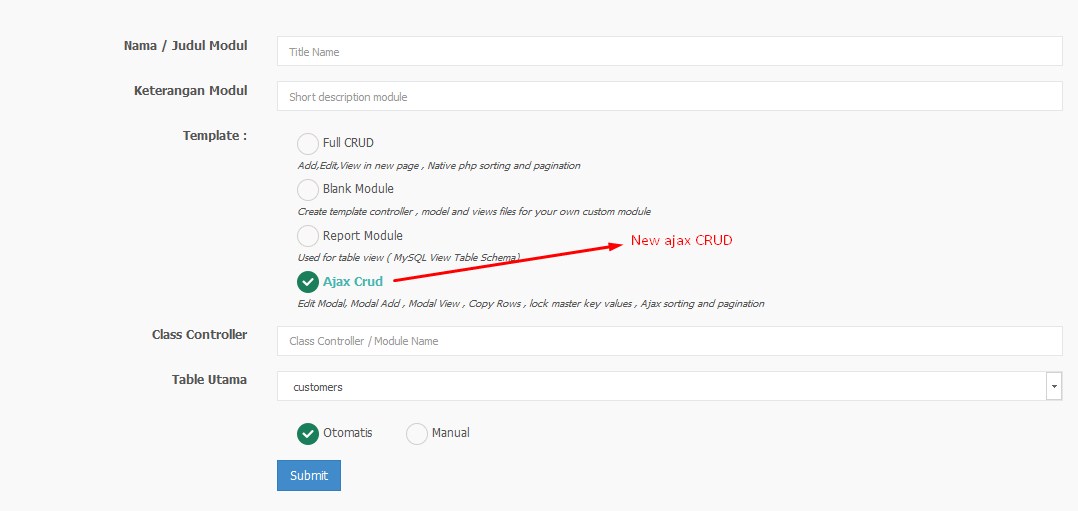 Nama / Judul Modul
Title Name
Keterangan Modul
Short description module
Template :
Full CRUD
Add,Edit,View in new page , Native php sorting and pagination
Blank Module
Create template controller , model and views files for your own custom module
Report Module
New ajax CRUD
Used for table view ( MySQL View Table Schema)
Ajax Crud
Edit Modal, Modal Add , Modal View , Copy Rows , lock master key values , Ajax sorting and pagination
Class Controller
Class Controller / Module Name
Table Utama
customers
Otomatis Manual
Submit